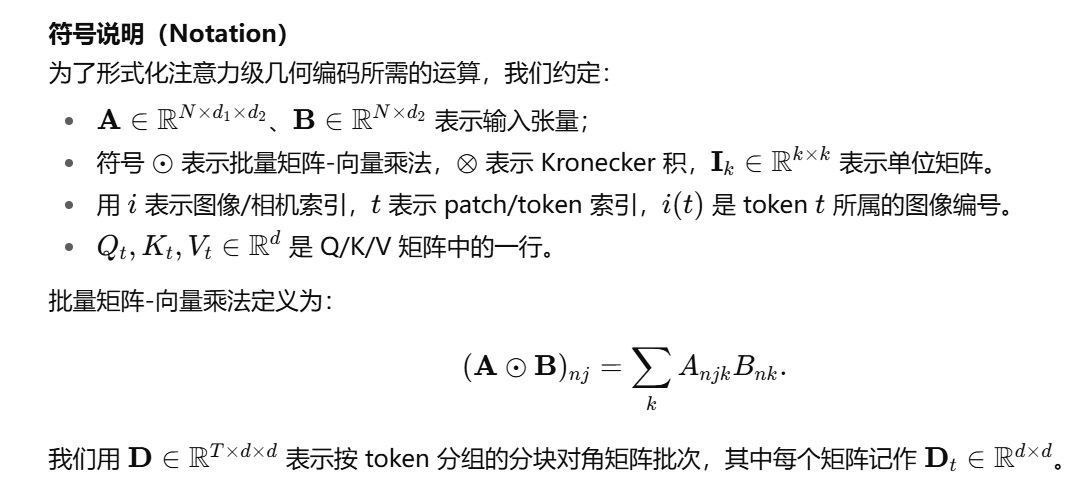 符号说明（Notation）
为了形式化注意力级几何编码所需的运算，我们约定：
• $\mathbf{A} \in \mathbb{R}^{N \times d_1 \times d_2}$、$\mathbf{B} \in \mathbb{R}^{N \times d_2}$ 表示输入张量；
• 符号 $\odot$ 表示批量矩阵-向量乘法，$\otimes$ 表示 Kronecker 积，$\mathbf{I}_k \in \mathbb{R}^{k \times k}$ 表示单位矩阵。
• 用 $i$ 表示图像/相机索引，$t$ 表示 patch/token 索引，$i(t)$ 是 token $t$ 所属的图像编号。
• $Q_t, K_t, V_t \in \mathbb{R}^d$ 是 Q/K/V 矩阵中的一行。
批量矩阵-向量乘法定义为：
$(\mathbf{A} \odot \mathbf{B})_{nj} = \sum_k A_{njk} B_{nk}.$
我们用 $\mathbf{D} \in \mathbb{R}^{T \times d \times d}$ 表示按 token 分组的分块对角矩阵批次，其中每个矩阵记作 $\mathbf{D}_t \in \mathbb{R}^{d \times d}$。